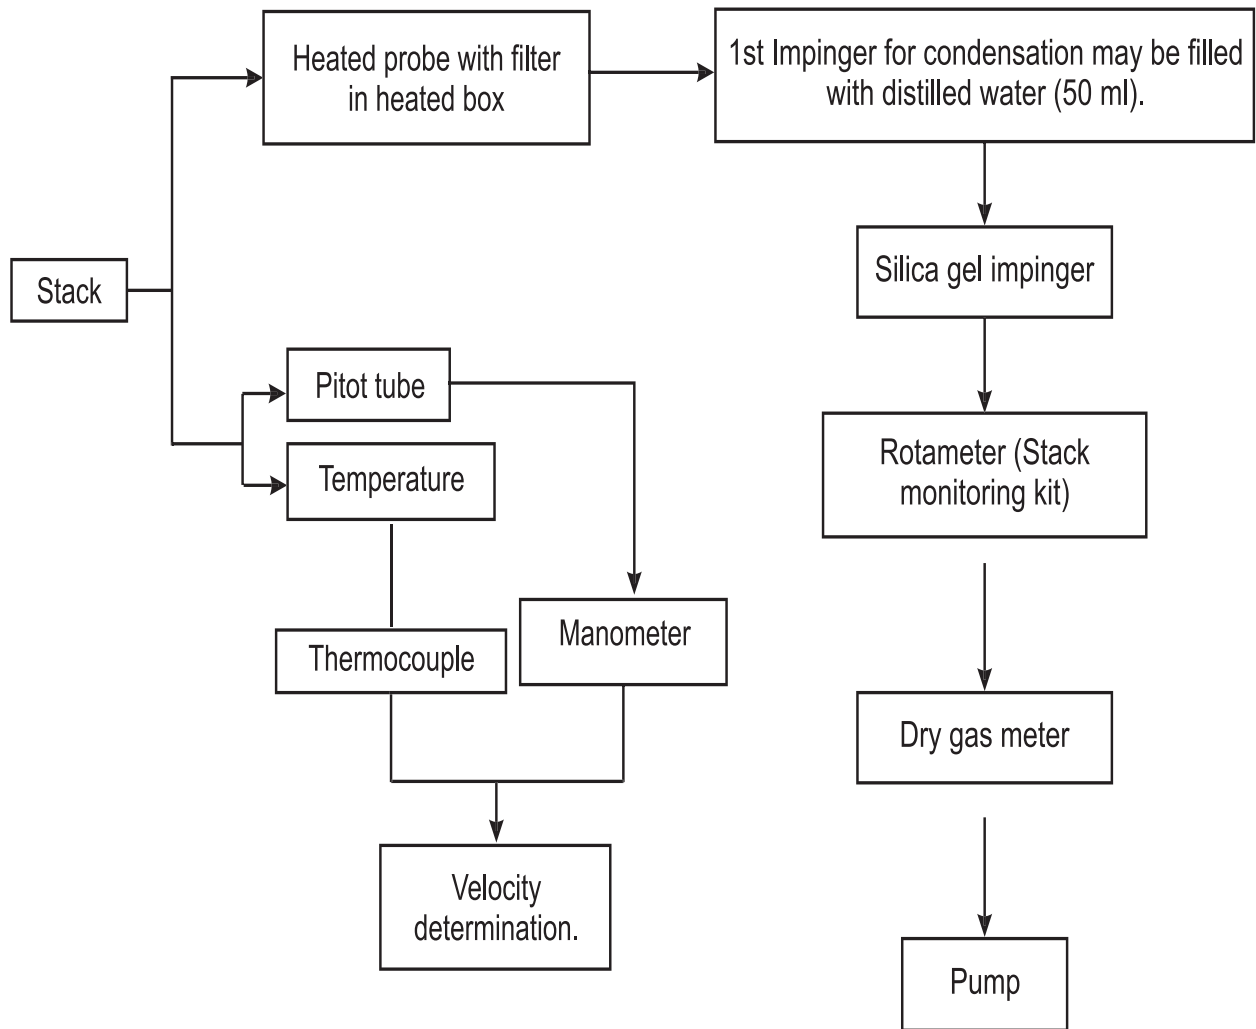 Heated probe with filter
in heated box
1st Impinger for condensation may be filled
with distilled water (50 ml).
Silica gel impinger
Stack
Pitot tube
Temperature
Rotameter (Stack
monitoring kit)
Thermocouple
Manometer
Dry gas meter
Velocity
determination.
Pump